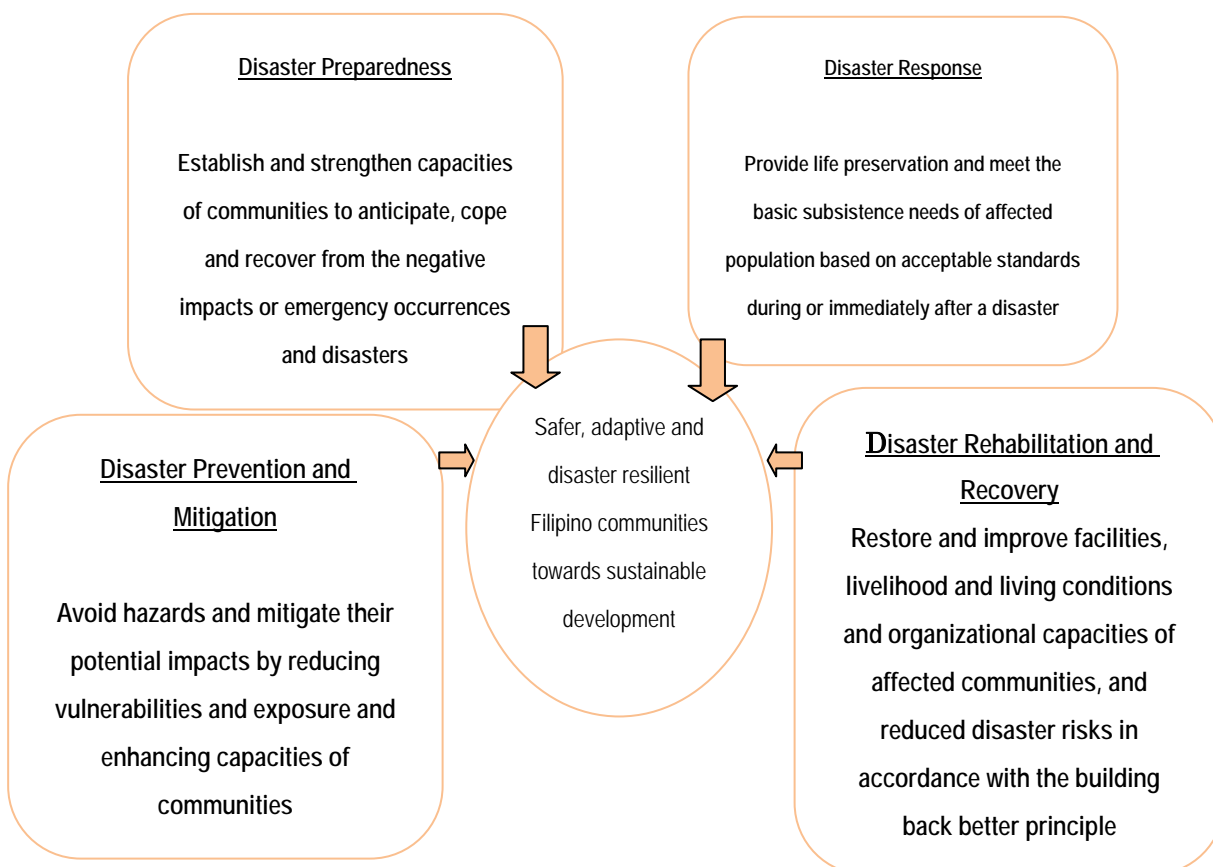 Disaster Preparedness
Establish and strengthen capacities
of communities to anticipate, cope
and recover from the negative
impacts or emergency occurrences
and disasters
Disaster Response
Provide life preservation and meet the
basic subsistence needs of affected
population based on acceptable standards
during or immediately after a disaster
Disaster Prevention and
Mitigation
Avoid hazards and mitigate their
potential impacts by reducing
vulnerabilities and exposure and
enhancing capacities of
communities
Safer, adaptive and
disaster resilient
Filipino communities
towards sustainable
development
Disaster Rehabilitation and
Recovery
Restore and improve facilities,
livelihood and living conditions
and organizational capacities of
affected communities, and
reduced disaster risks in
accordance with the building
back better principle